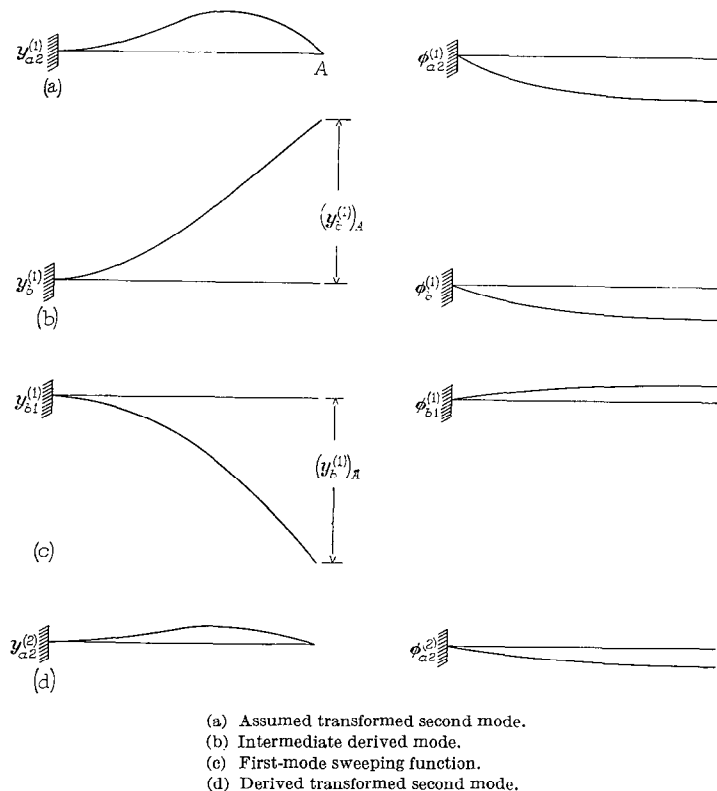 y_{a2}^{(1)}
A
ϕ_{a2}^{(1)}
(a)
y_b^{(1)}
(y_b^{(1)})_A
ϕ_b^{(1)}
(b)
y_{b1}^{(1)}
(y_b^{(1)})_A
ϕ_{b1}^{(1)}
(c)
y_{a2}^{(2)}
ϕ_{a2}^{(2)}
(d)
(a) Assumed transformed second mode.
(b) Intermediate derived mode.
(c) First-mode sweeping function.
(d) Derived transformed second mode.